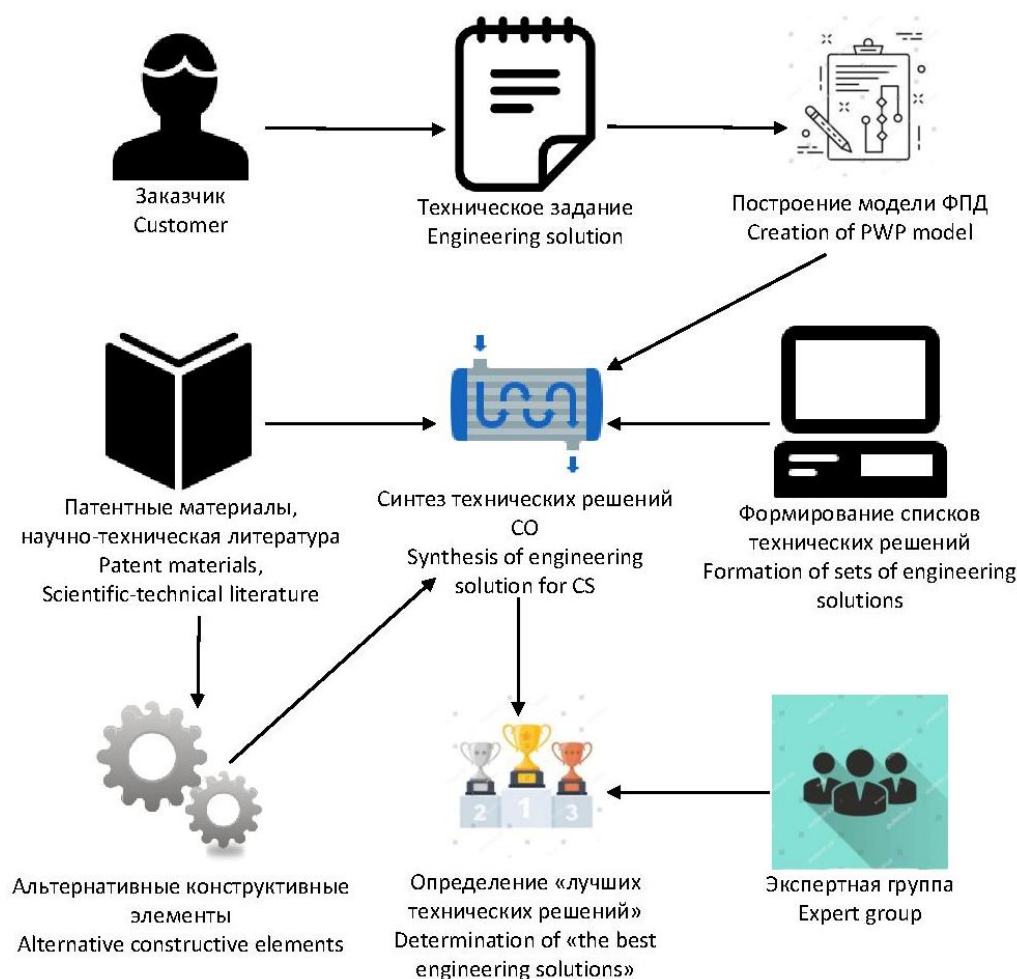 Заказчик
Customer
Техническое задание
Engineering solution
Построение модели ФПД
Creation of PWP model
Патентные материалы,
научно-техническая литература
Patent materials,
Scientific-technical literature
Синтез технических решений
СО
Synthesis of engineering
solution for CS
Формирование списков
технических решений
Formation of sets of engineering
solutions
Альтернативные конструктивные
элементы
Alternative constructive elements
2 1 3
Определение «лучших
технических решений»
Determination of «the best
engineering solutions»
Экспертная группа
Expert group